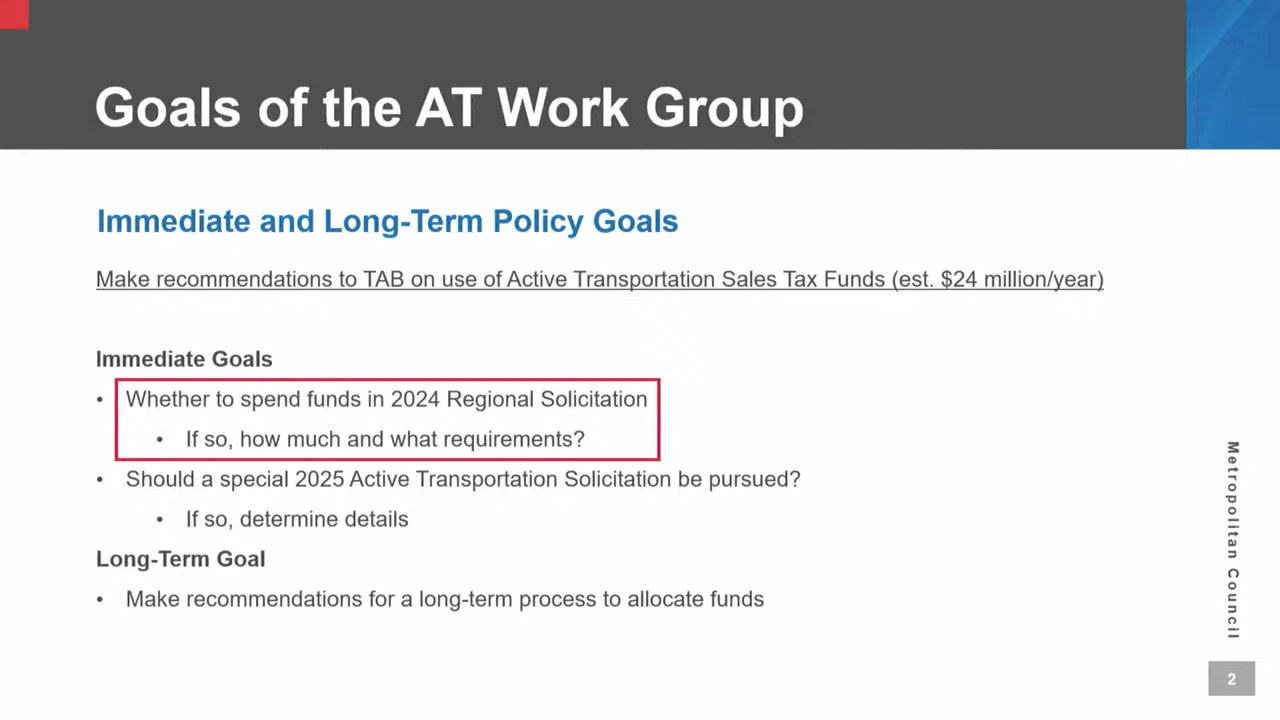 Goals of the AT Work Group
Immediate and Long-Term Policy Goals
Make recommendations to TAB on use of Active Transportation Sales Tax Funds (est. $24 million/year)
Immediate Goals
• Whether to spend funds in 2024 Regional Solicitation
• If so, how much and what requirements?
• Should a special 2025 Active Transportation Solicitation be pursued?
• If so, determine details
Long-Term Goal
• Make recommendations for a long-term process to allocate funds
Metropolitan Council
2